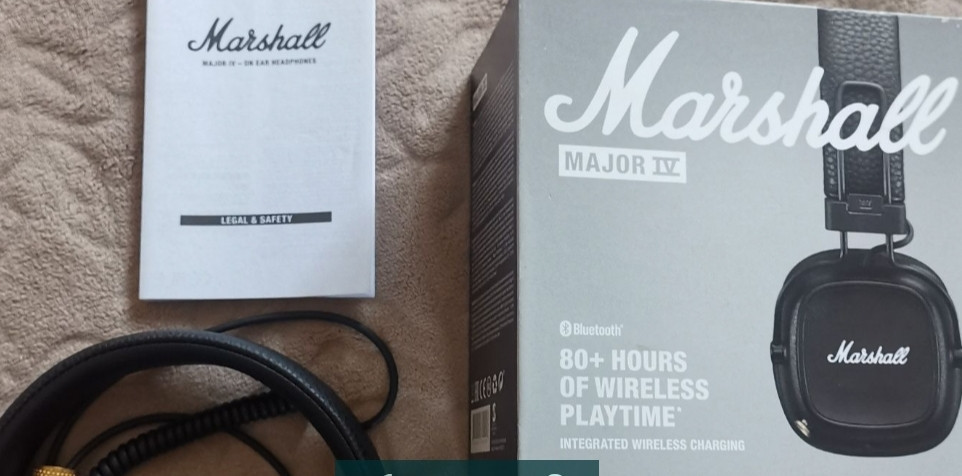 Marshall
MAJOR IV – ON EAR HEADPHONES
LEGAL & SAFETY
Marshall
MAJOR IV
Bluetooth®
80+ HOURS
OF WIRELESS
PLAYTIME*
INTEGRATED WIRELESS CHARGING
Marshall